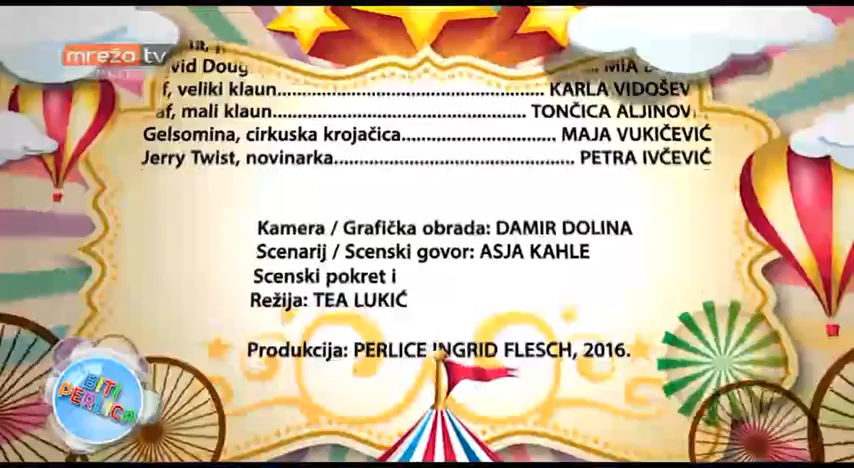 mreža tv
vid Doug
f, veliki klaun.......................................................... KARLA VIDOŠEV
af, mali klaun....................................................... TONČICA ALJINOV
Gelsomina, cirkuska krojačica................................. MAJA VUKIČEVIĆ
Jerry Twist, novinarka.................................................... PETRA IVČEVIĆ
Kamera / Grafička obrada: DAMIR DOLINA
Scenarij / Scenski govor: ASJA KAHLE
Scenski pokret i
Režija: TEA LUKIĆ
Produkcija: PERLICE INGRID FLESCH, 2016.
BITI
PERLICA